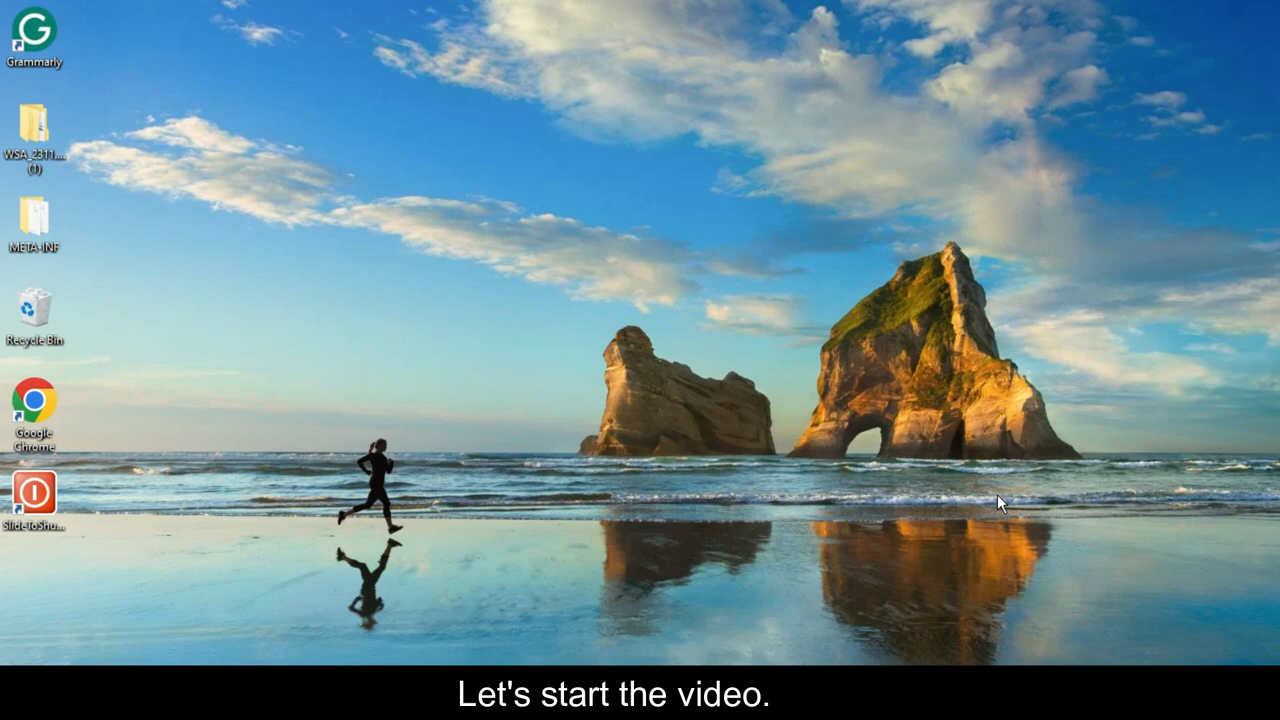 Grammarly
WSA_2311....
(1)
META-INF
Recycle Bin
Google
Chrome
SlideToShu...
Let's start the video.